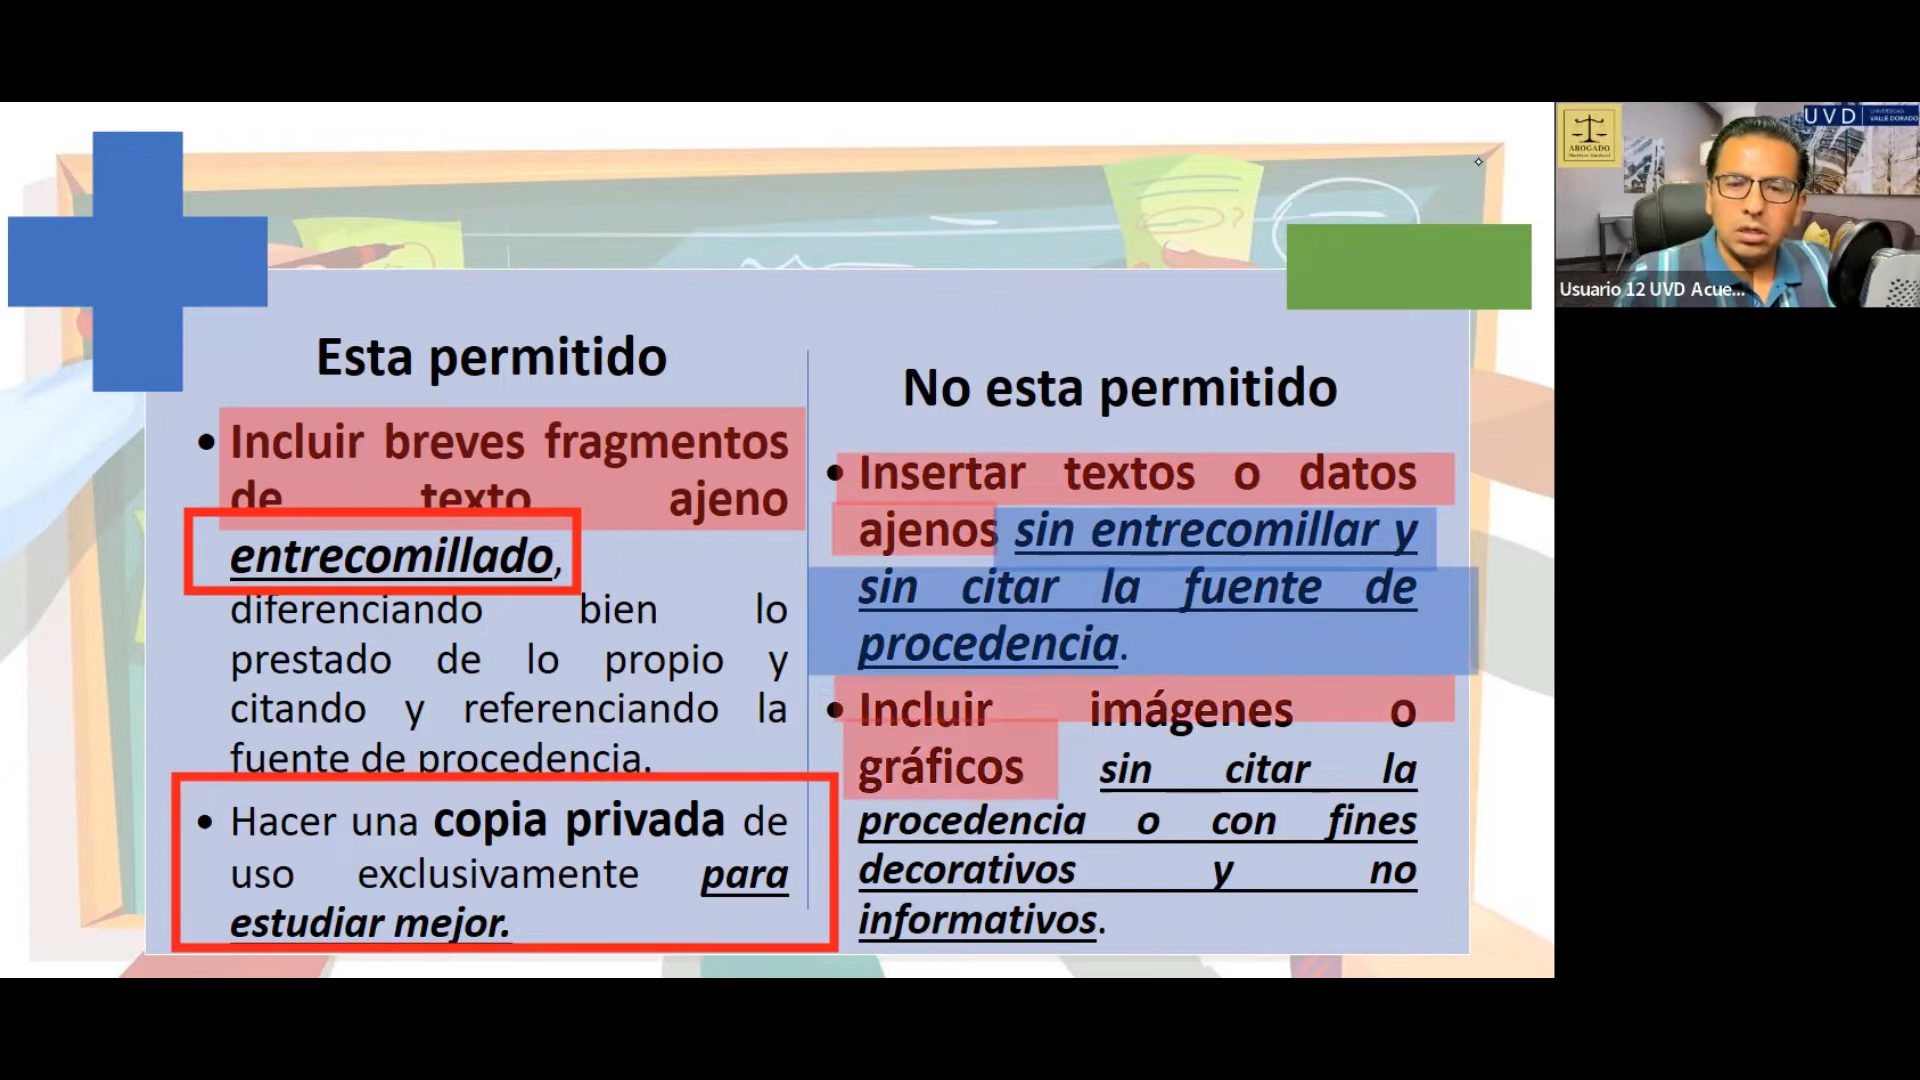 Esta permitido
• Incluir breves fragmentos
de texto ajeno
entrecomillado,
diferenciando bien lo
prestado de lo propio y
citando y referenciando la
fuente de procedencia.
• Hacer una copia privada de
uso exclusivamente para
estudiar mejor.
No esta permitido
• Insertar textos o datos
ajenos sin entrecomillar y
sin citar la fuente de
procedencia.
• Incluir imágenes o
gráficos sin citar la
procedencia o con fines
decorativos y no
informativos.
ABOGADO
UVD
VALLE DORADO
Usuario 12 UVD Acue...